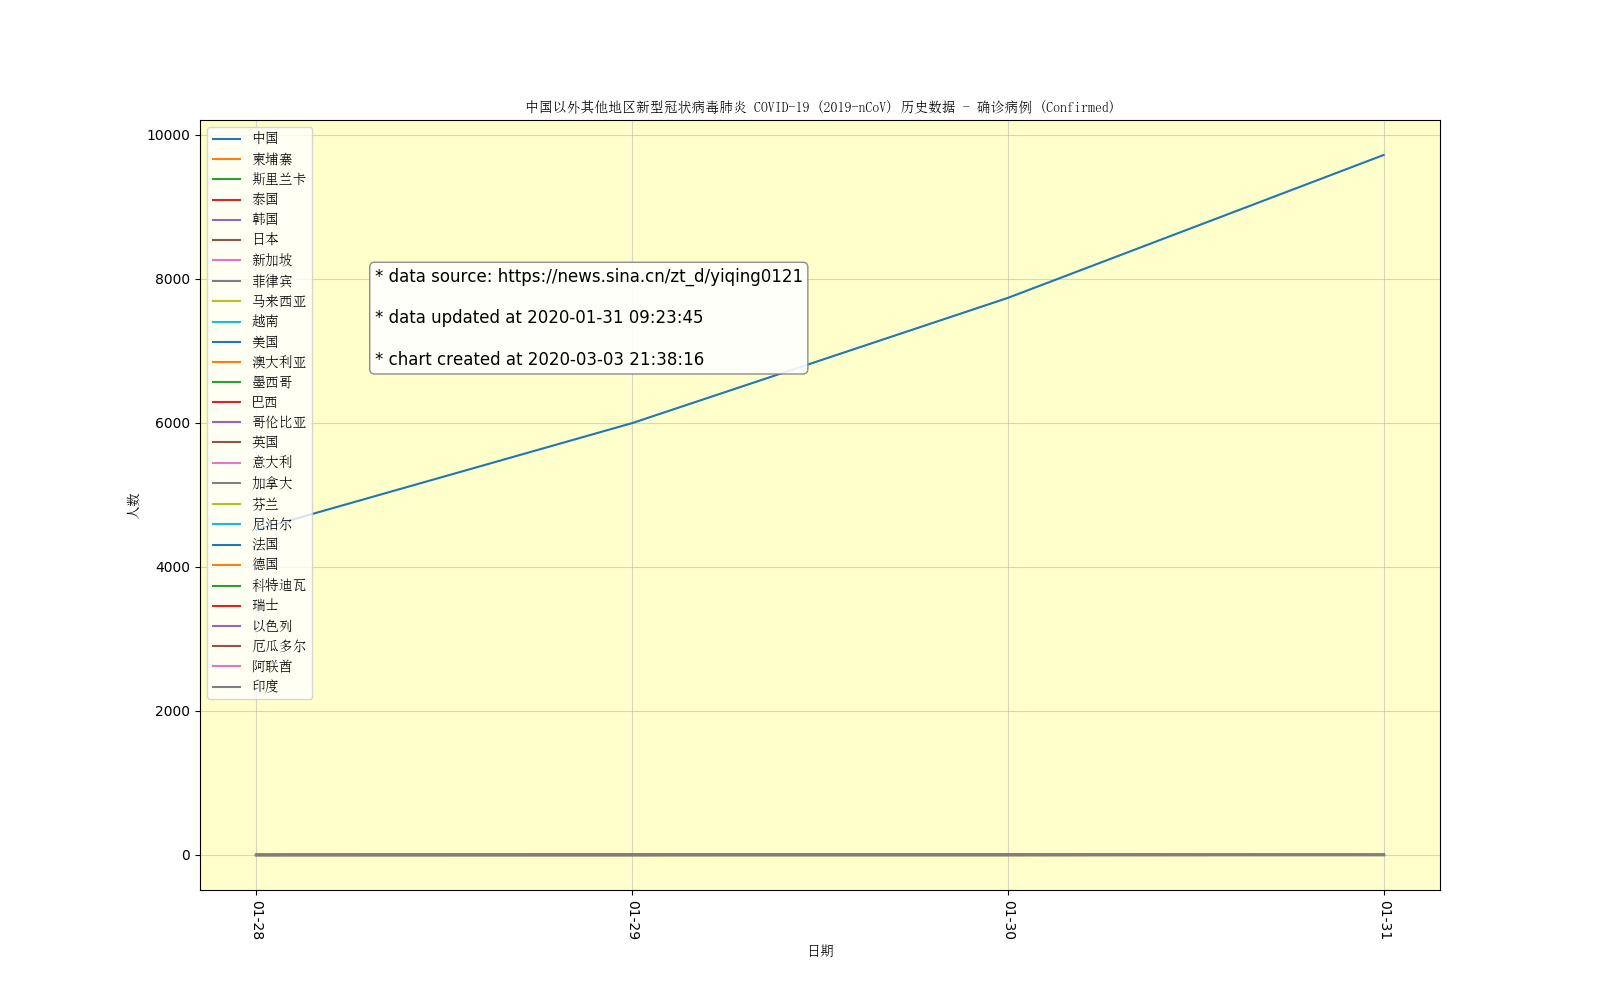 中国以外其他地区新型冠状病毒肺炎 COVID-19 (2019-nCoV) 历史数据 - 确诊病例 (Confirmed)
10000
8000
6000
4000
2000
0
人数
中国
柬埔寨
斯里兰卡
泰国
韩国
日本
新加坡
菲律宾
马来西亚
越南
美国
澳大利亚
墨西哥
巴西
哥伦比亚
英国
意大利
加拿大
芬兰
尼泊尔
法国
德国
科特迪瓦
瑞士
以色列
厄瓜多尔
阿联酋
印度
* data source: https://news.sina.cn/zt_d/yiqing0121
* data updated at 2020-01-31 09:23:45
* chart created at 2020-03-03 21:38:16
01-28
01-29
01-30
01-31
日期